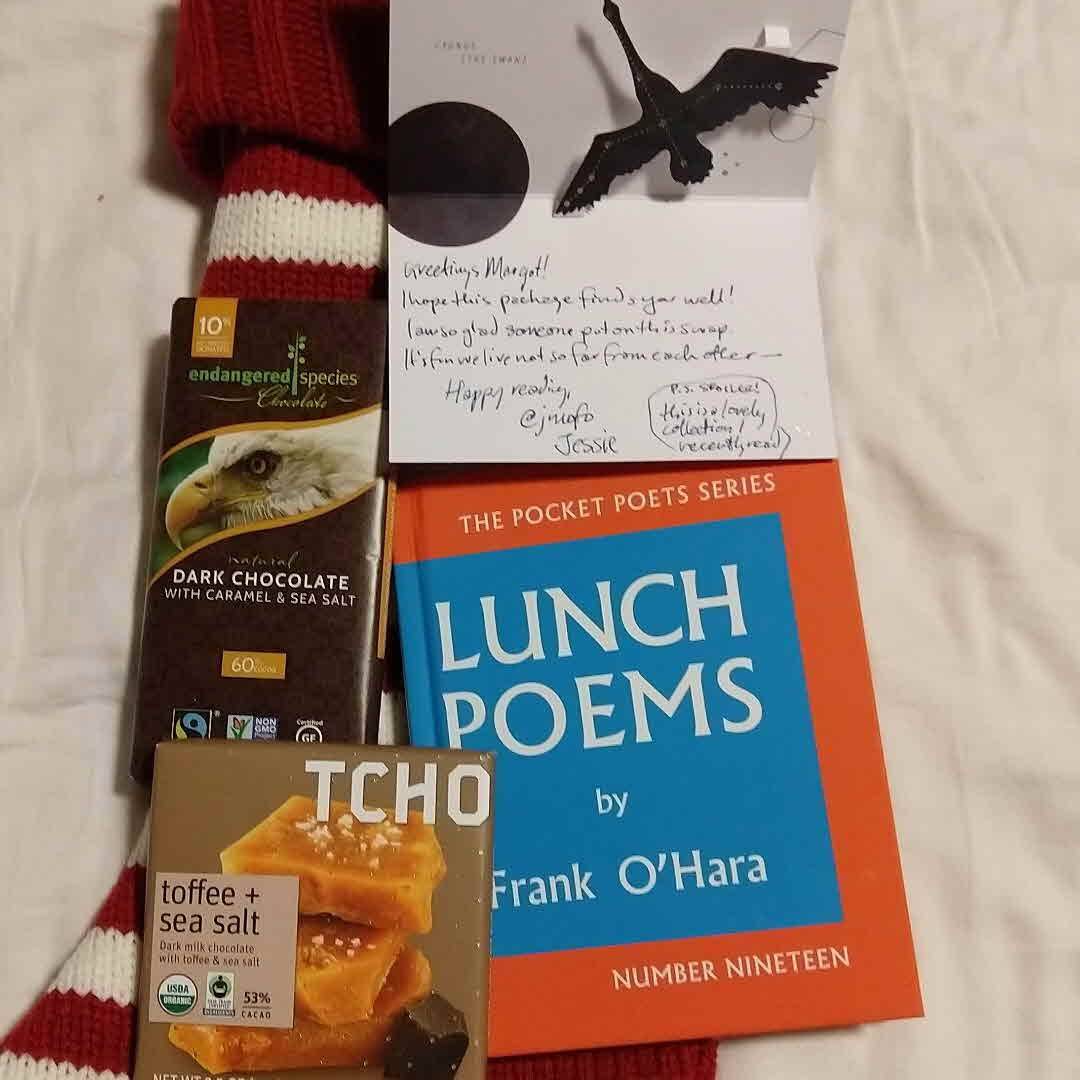 CYGNUS
(THE SWAN)
Greetings Margot!
I hope this package finds you well!
I am so glad someone put on this swap.
It's fun we live not so far from each other—
Happy reading,
@jmofo
Jessie
P.S. SPOILER!
this is a lovely
collection I
recently read
10%
endangered species
Chocolate
natural
DARK CHOCOLATE
WITH CARAMEL & SEA SALT
60%
COCOA
NON
GMO
Project
Certified
GF
THE POCKET POETS SERIES
LUNCH
POEMS
by
Frank O'Hara
NUMBER NINETEEN
TCHO
toffee +
sea salt
Dark milk chocolate
with toffee & sea salt
USDA
ORGANIC
53%
CACAO
NET WT